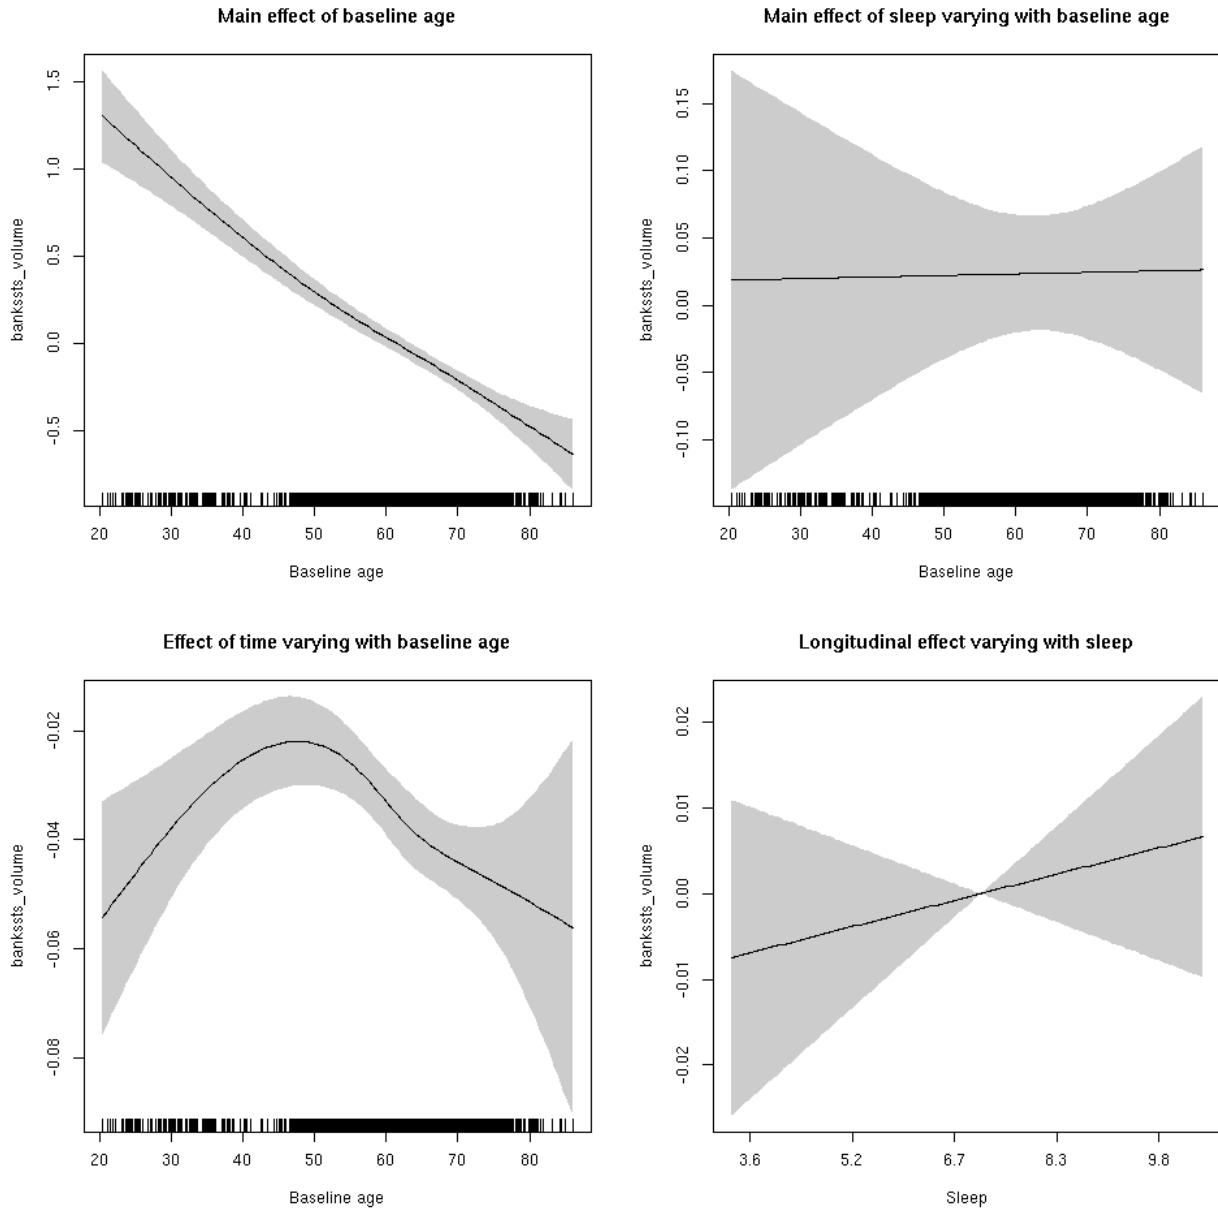 Main effect of baseline age
bankssts_volume
1.5
1.0
0.5
0.0
-0.5
20 30 40 50 60 70 80
Baseline age
Main effect of sleep varying with baseline age
bankssts_volume
0.15
0.10
0.05
0.00
-0.05
-0.10
20 30 40 50 60 70 80
Baseline age
Effect of time varying with baseline age
bankssts_volume
-0.02
-0.04
-0.06
-0.08
20 30 40 50 60 70 80
Baseline age
Longitudinal effect varying with sleep
bankssts_volume
0.02
0.01
0.00
-0.01
-0.02
3.6 5.2 6.7 8.3 9.8
Sleep